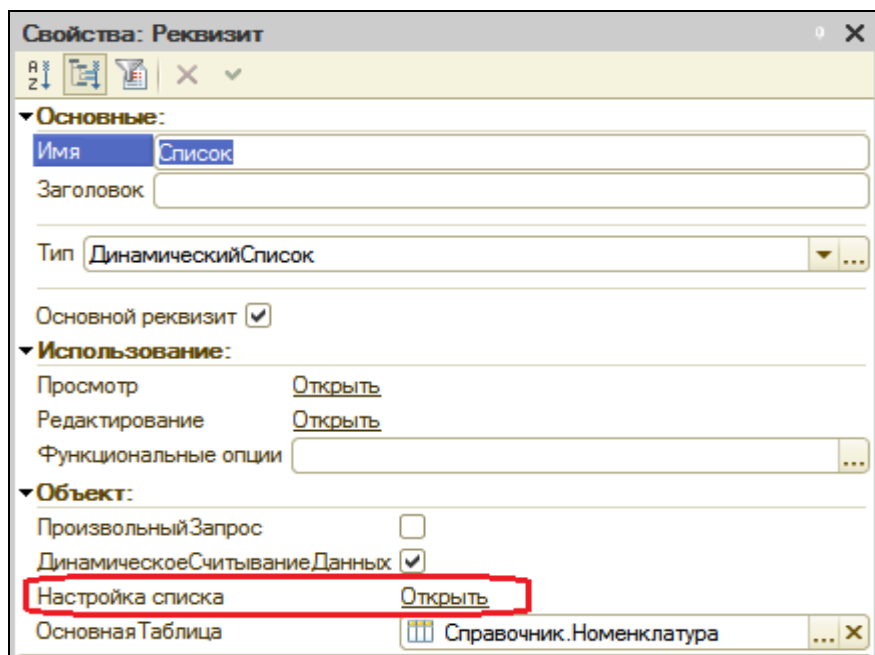 Свойства: Реквизит
Основные:
Имя Список
Заголовок
Тип ДинамическийСписок ...
Основной реквизит
Использование:
Просмотр Открыть
Редактирование Открыть
Функциональные опции ...
Объект:
ПроизвольныйЗапрос
ДинамическоеСчитываниеДанных
Настройка списка Открыть
ОсновнаяТаблица Справочник.Номенклатура ...